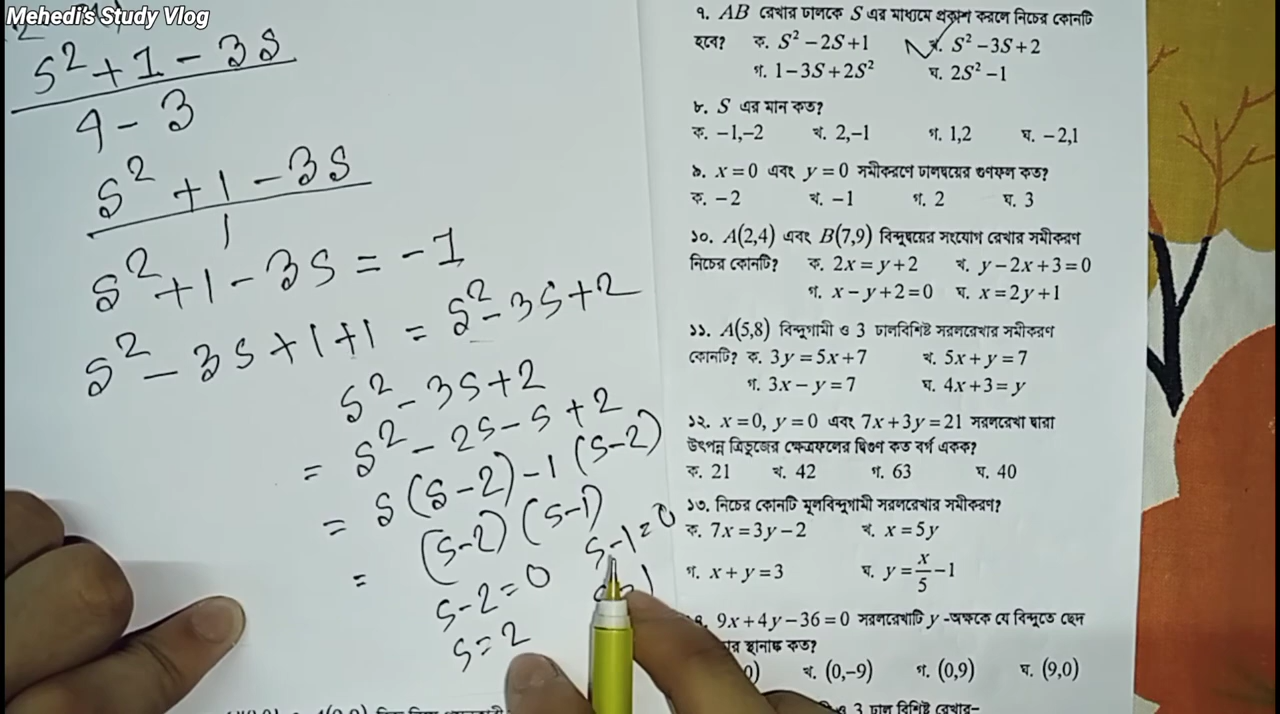 Mehedi's Study Vlog
s² + 1 - 3s
4 - 3
s² + 1 - 3s
1
s² + 1 - 3s = -1
s² - 3s + 1 + 1 = s² - 3s + 2
s² - 3s + 2
= s² - 2s - s + 2
= s (s - 2) - 1 (s - 2)
= (s-2) (s-1)
s - 2 = 0 s - 1 = 0
s = 2
৭. AB রেখার ঢালকে S এর মাধ্যমে প্রকাশ করলে নিচের কোনটি
হবে? ক. S² – 2S + 1 খ. S² – 3S + 2
গ. 1 – 3S + 2S² ঘ. 2S² – 1
৮. S এর মান কত?
ক. –1, –2 খ. 2, –1 গ. 1, 2 ঘ. –2, 1
৯. x = 0 এবং y = 0 সমীকরণে ঢালদ্বয়ের গুণফল কত?
ক. –2 খ. –1 গ. 2 ঘ. 3
১০. A(2,4) এবং B(7,9) বিন্দুদ্বয়ের সংযোগ রেখার সমীকরণ
নিচের কোনটি? ক. 2x = y + 2 খ. y – 2x + 3 = 0
গ. x – y + 2 = 0 ঘ. x = 2y + 1
১১. A(5,8) বিন্দুগামী ও 3 ঢালবিশিষ্ট সরলরেখার সমীকরণ
কোনটি? ক. 3y = 5x + 7 খ. 5x + y = 7
গ. 3x – y = 7 ঘ. 4x + 3 = y
১২. x = 0, y = 0 এবং 7x + 3y = 21 সরলরেখা দ্বারা
উৎপন্ন ত্রিভুজের ক্ষেত্রফলের দ্বিগুণ কত বর্গ একক?
ক. 21 খ. 42 গ. 63 ঘ. 40
১৩. নিচের কোনটি মূলবিন্দুগামী সরলরেখার সমীকরণ?
ক. 7x = 3y – 2 খ. x = 5y
গ. x + y = 3 ঘ. y = x/5 – 1
9x + 4y – 36 = 0 সরলরেখাটি y -অক্ষকে যে বিন্দুতে ছেদ
স্থানাঙ্ক কত?
খ. (0, –9) গ. (0,9) ঘ. (9,0)
ও 3 ঢাল বিশিষ্ট রেখার–